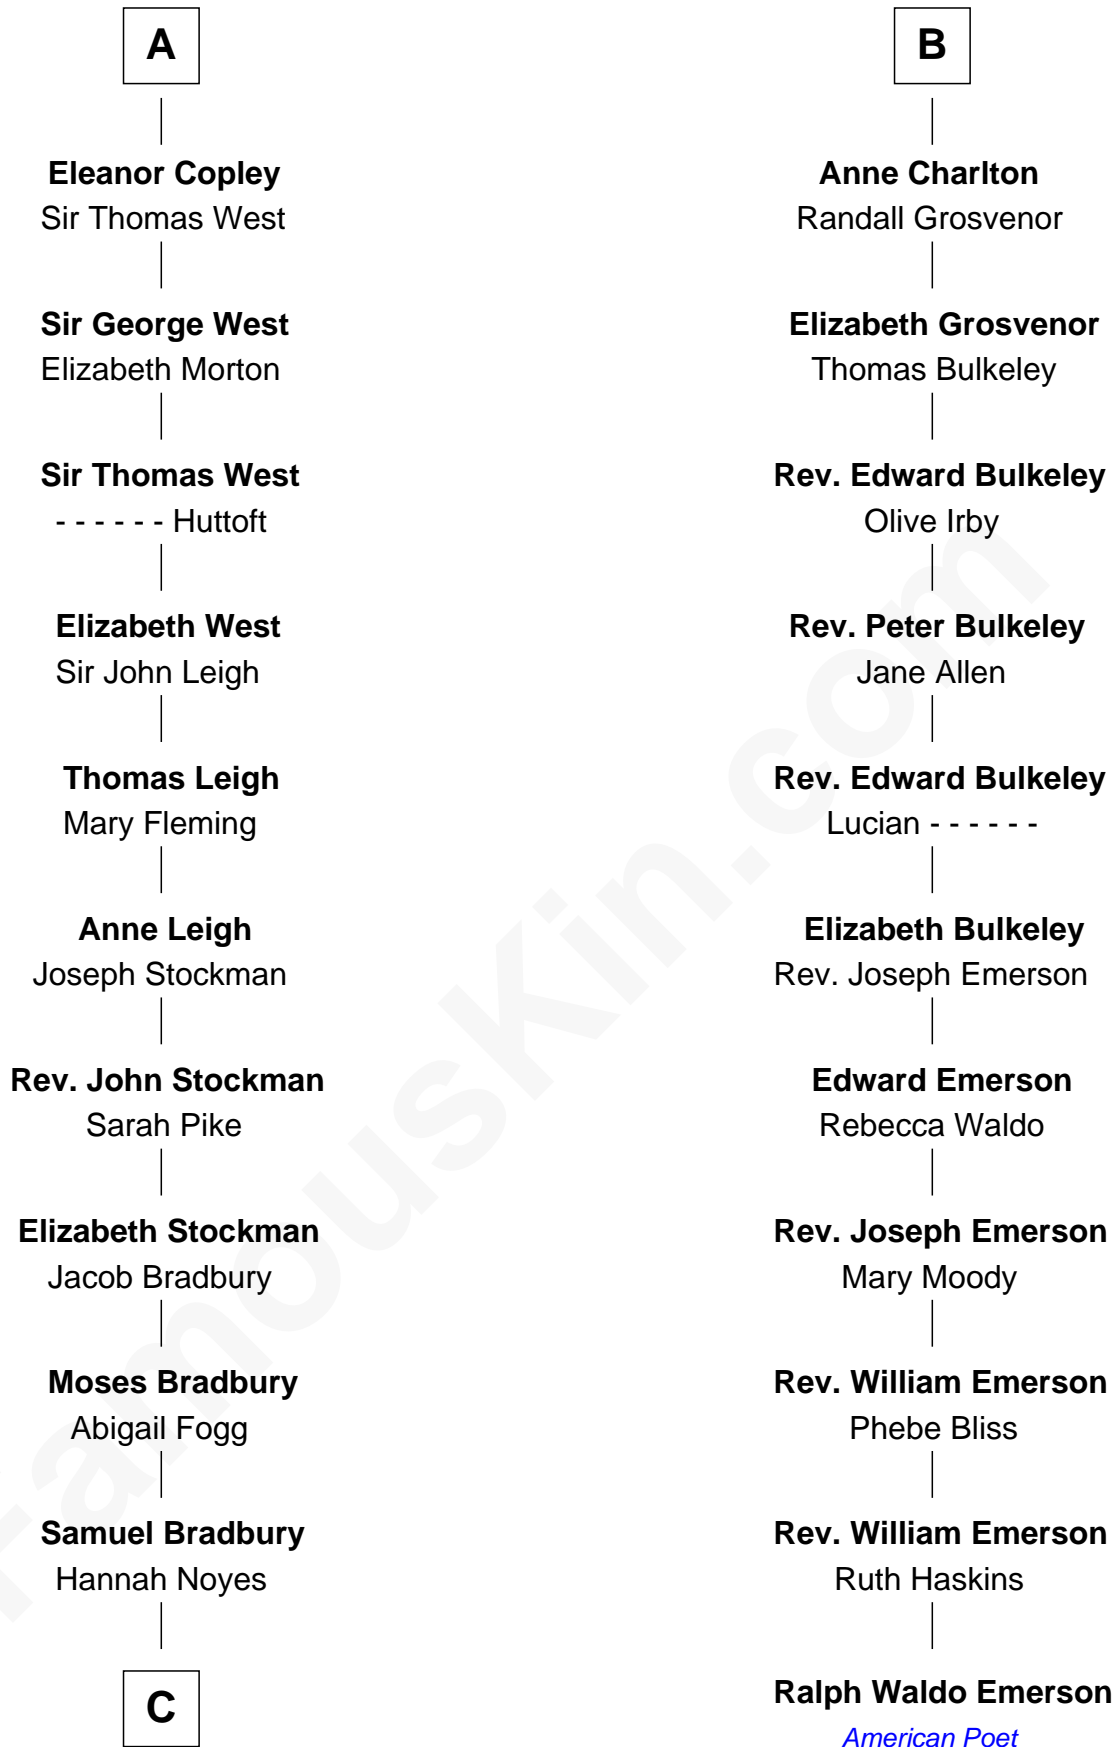 A
Eleanor Copley
Sir Thomas West
Sir George West
Elizabeth Morton
Sir Thomas West
- - - - - - Huttoft
Elizabeth West
Sir John Leigh
Thomas Leigh
Mary Fleming
Anne Leigh
Joseph Stockman
Rev. John Stockman
Sarah Pike
Elizabeth Stockman
Jacob Bradbury
Moses Bradbury
Abigail Fogg
Samuel Bradbury
Hannah Noyes
C
B
Anne Charlton
Randall Grosvenor
Elizabeth Grosvenor
Thomas Bulkeley
Rev. Edward Bulkeley
Olive Irby
Rev. Peter Bulkeley
Jane Allen
Rev. Edward Bulkeley
Lucian - - - - - -
Elizabeth Bulkeley
Rev. Joseph Emerson
Edward Emerson
Rebecca Waldo
Rev. Joseph Emerson
Mary Moody
Rev. William Emerson
Phebe Bliss
Rev. William Emerson
Ruth Haskins
Ralph Waldo Emerson
American Poet
FamousKin.com